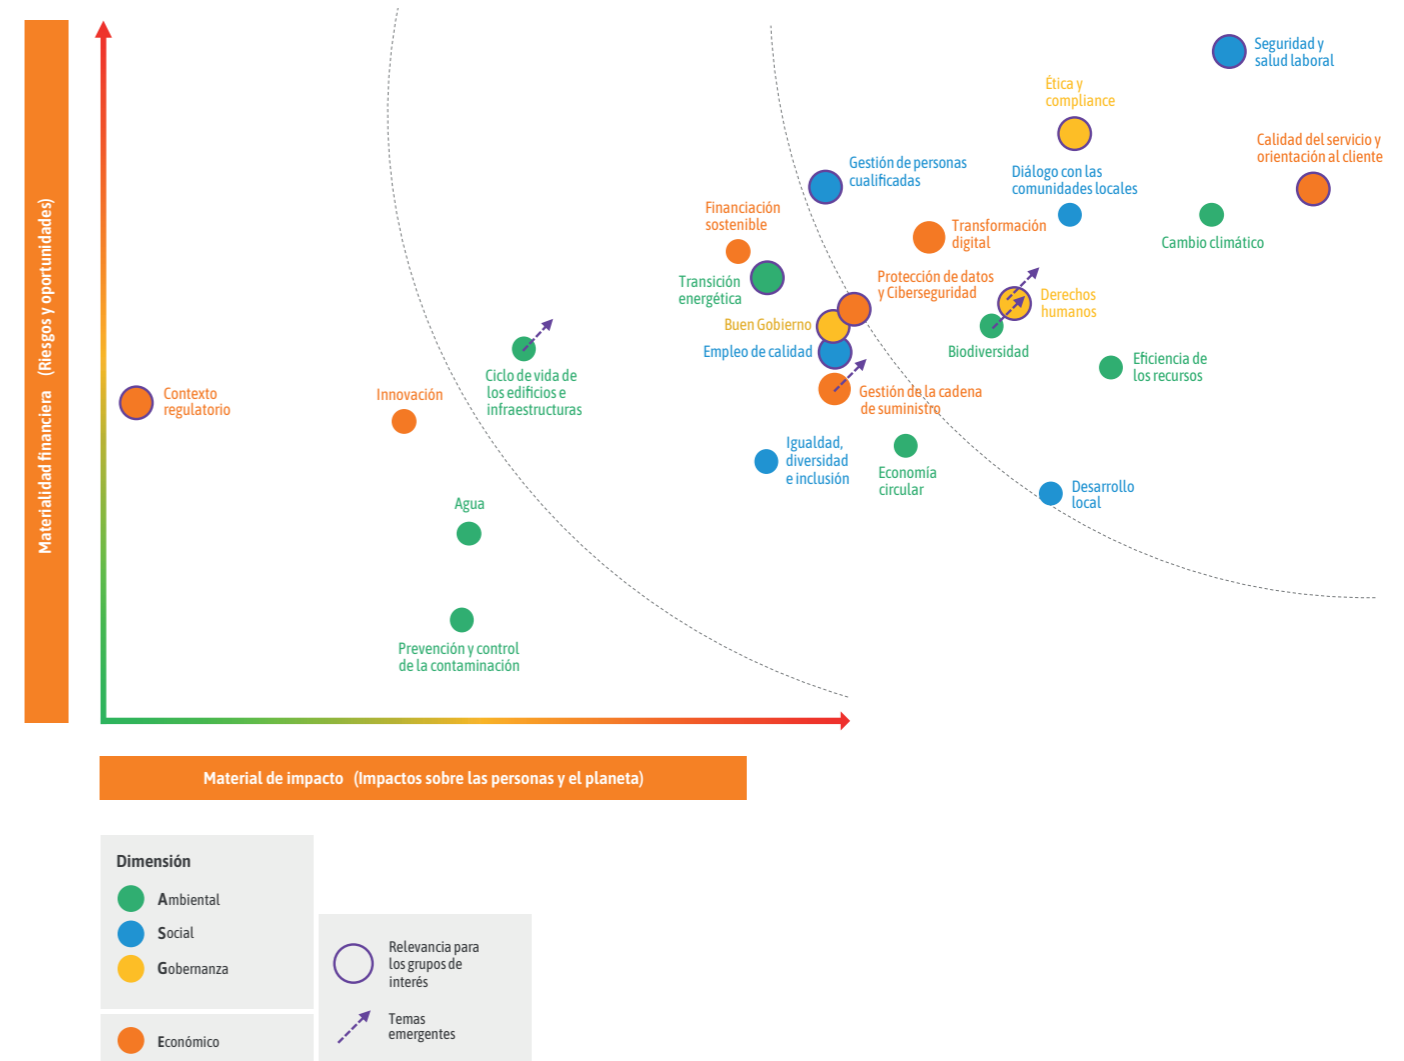 Materialidad financiera (Riesgos y oportunidades)
Seguridad y
salud laboral
Ética y
compliance
Calidad del servicio y
orientación al cliente
Gestión de personas
cualificadas
Diálogo con las
comunidades locales
Financiación
sostenible
Transformación
digital
Cambio climático
Transición
energética
Protección de datos
y Ciberseguridad
Derechos
humanos
Buen Gobierno
Empleo de calidad
Biodiversidad
Eficiencia de
los recursos
Ciclo de vida de
los edificios e
infraestructuras
Contexto
regulatorio
Innovación
Gestión de la cadena
de suministro
Igualdad,
diversidad
e inclusión
Economía
circular
Desarrollo
local
Agua
Prevención y control
de la contaminación
Material de impacto (Impactos sobre las personas y el planeta)
Dimensión
Ambiental
Social
Gobernanza
Económico
Relevancia para
los grupos de
interés
Temas
emergentes